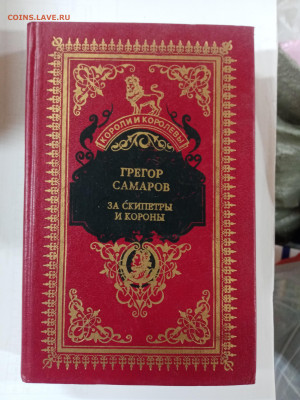 COINS.LAVE.RU
КОРОЛИ И КОРОЛЕВЫ
ГРЕГОР
САМАРОВ
ЗА СКИПЕТРЫ
И КОРОНЫ